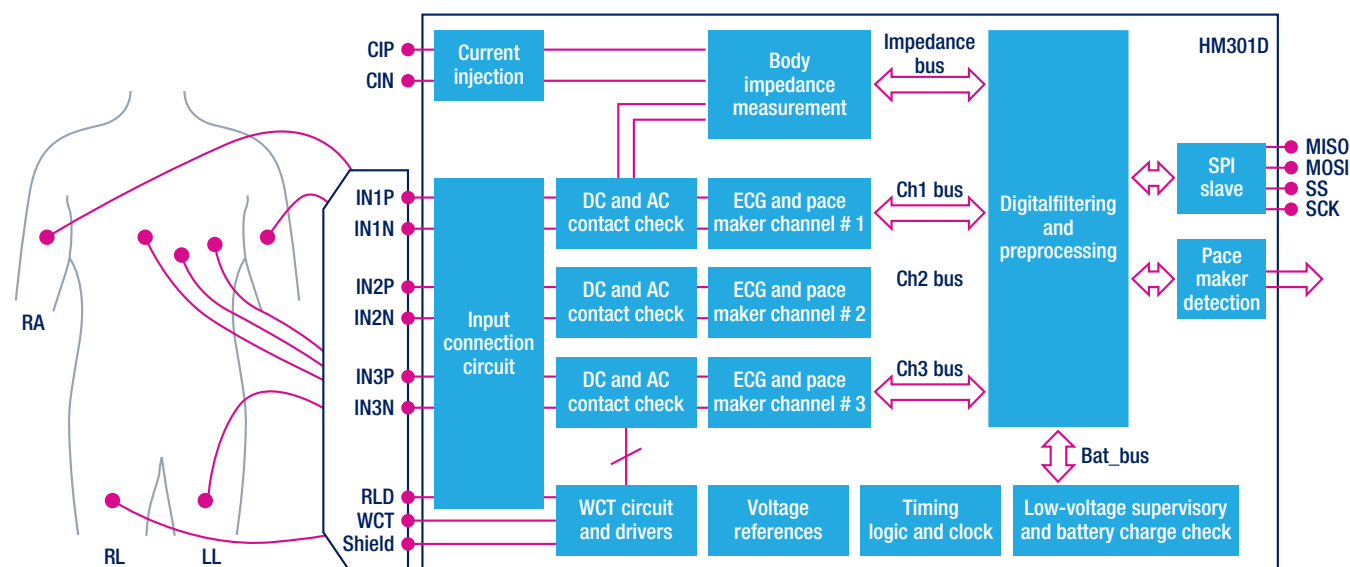 HM301D
CIP
CIN
Current
injection
Body
impedance
measurement
Impedance
bus
MISO
MOSI
SS
SCK
SPI
slave
IN1P
IN1N
DC and AC
contact check
ECG and pace
maker channel # 1
Ch1 bus
Digitalfiltering
and
preprocessing
Pace
maker
detection
IN2P
IN2N
DC and AC
contact check
ECG and pace
maker channel # 2
Ch2 bus
Input
connection
circuit
RA
IN3P
IN3N
DC and AC
contact check
ECG and pace
maker channel # 3
Ch3 bus
Bat_bus
RLD
WCT
Shield
WCT circuit
and drivers
Voltage
references
Timing
logic and clock
Low-voltage supervisory
and battery charge check
RL
LL